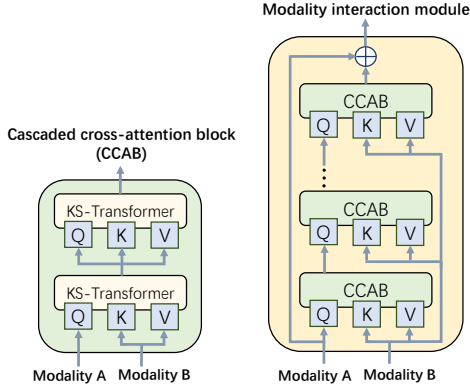 Modality interaction module
CCAB
Q K V
Cascaded cross-attention block
(CCAB)
KS-Transformer
Q K V
CCAB
Q K V
KS-Transformer
Q K V
CCAB
Q K V
Modality A Modality B
Modality A Modality B